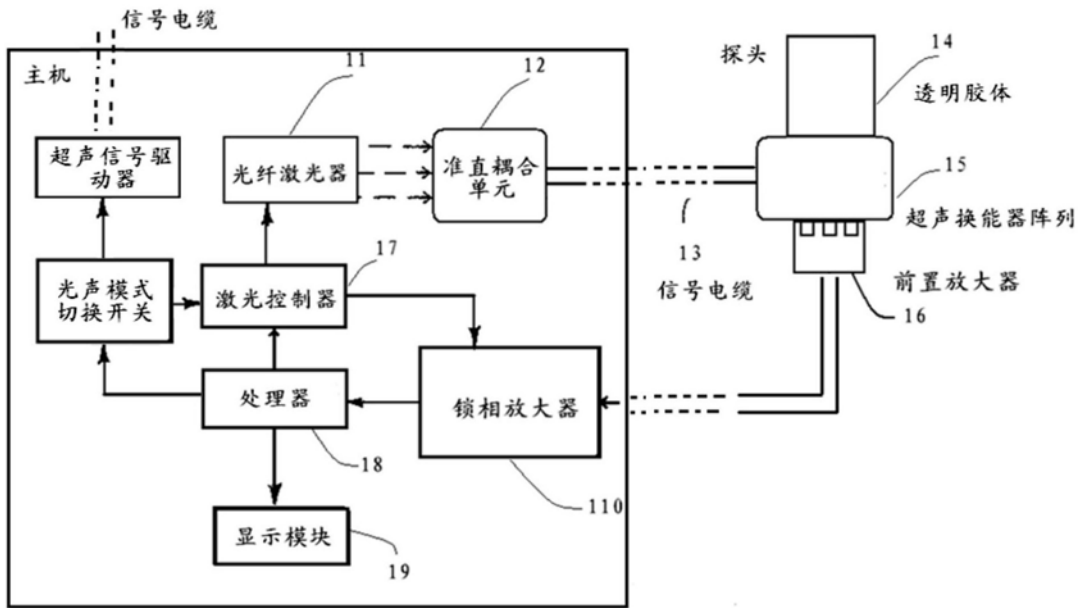 信号电缆
主机
11
12
探头
14
透明胶体
超声信号驱
动器
光纤激光器
准直耦合
单元
15
超声换能器阵列
13
信号电缆
17
光声模式
切换开关
激光控制器
前置放大器
16
处理器
锁相放大器
18
110
显示模块
19